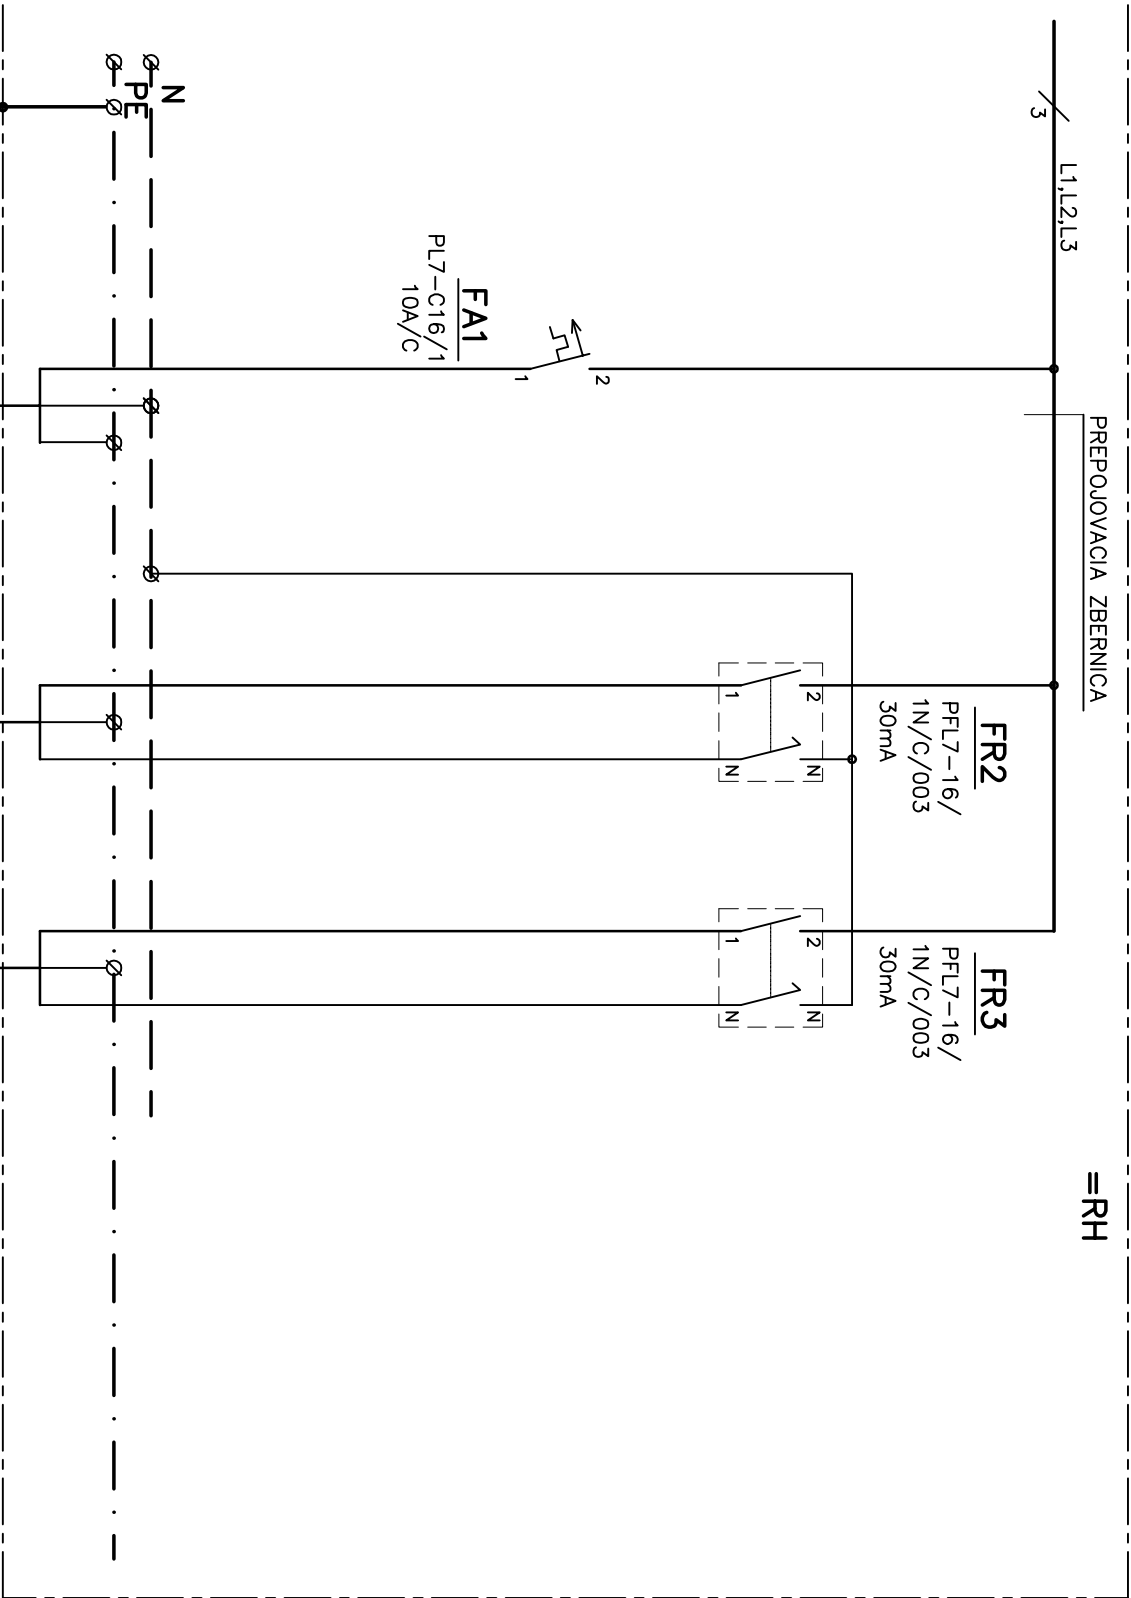 =RH
L1,L2,L3
3
PREPOJOVACIA ZBERNICA
FR2
PFL7-16/
1N/C/003
30mA
FR3
PFL7-16/
1N/C/003
30mA
2
N
2
N
1
N
1
N
2
1
FA1
PL7-C16/1
10A/C
N
PE